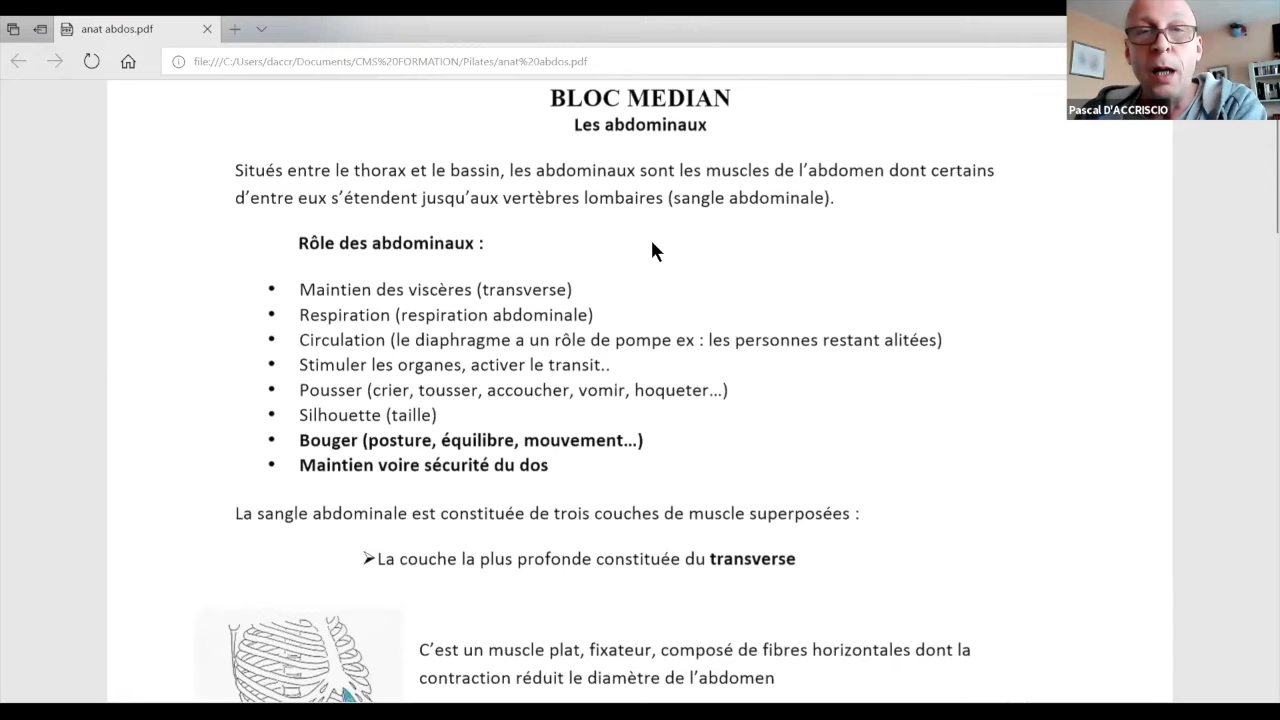 anat abdos.pdf
file:///C:/Users/daccr/Documents/CMS%20FORMATION/Pilates/anat%20abdos.pdf
Pascal D'ACCRISCIO
BLOC MEDIAN
Les abdominaux
Situés entre le thorax et le bassin, les abdominaux sont les muscles de l’abdomen dont certains
d’entre eux s’étendent jusqu’aux vertèbres lombaires (sangle abdominale).
Rôle des abdominaux :
• Maintien des viscères (transverse)
• Respiration (respiration abdominale)
• Circulation (le diaphragme a un rôle de pompe ex : les personnes restant alitées)
• Stimuler les organes, activer le transit..
• Pousser (crier, tousser, accoucher, vomir, hoqueter…)
• Silhouette (taille)
• Bouger (posture, équilibre, mouvement…)
• Maintien voire sécurité du dos
La sangle abdominale est constituée de trois couches de muscle superposées :
➢La couche la plus profonde constituée du transverse
C’est un muscle plat, fixateur, composé de fibres horizontales dont la
contraction réduit le diamètre de l’abdomen